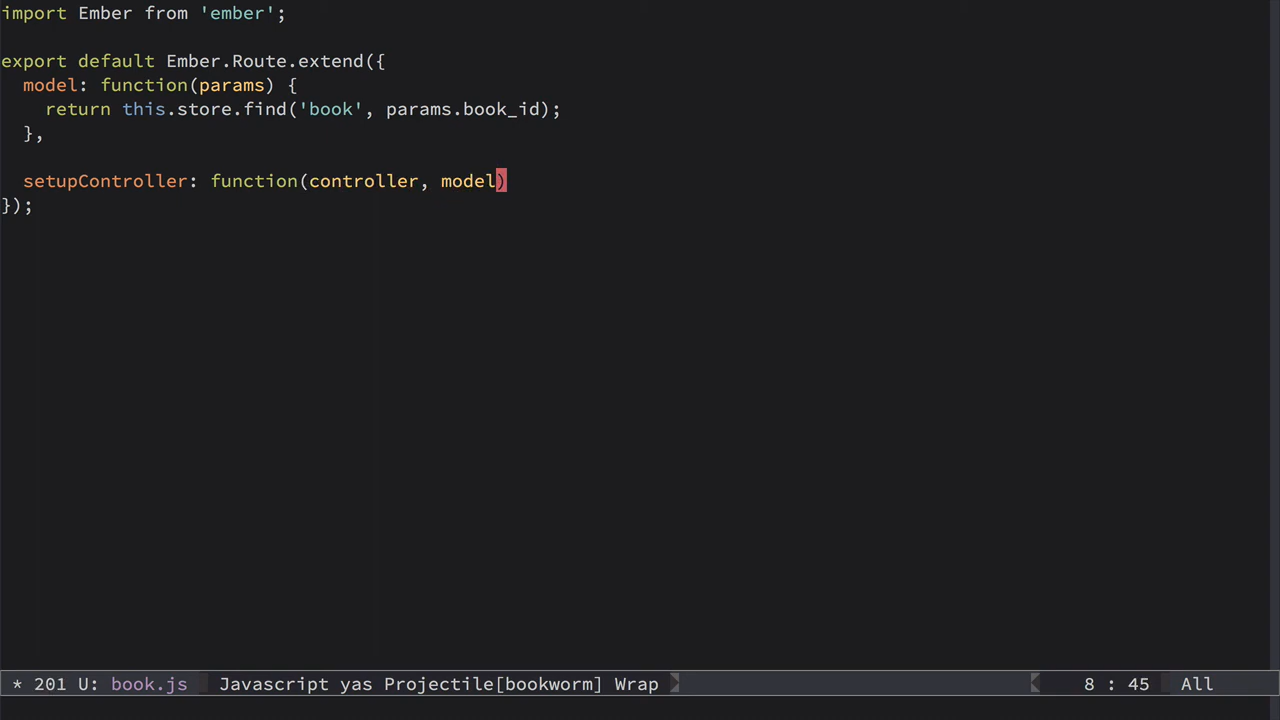 import Ember from 'ember';

export default Ember.Route.extend({
  model: function(params) {
    return this.store.find('book', params.book_id);
  },

  setupController: function(controller, model)
});
* 201 U: book.js Javascript yas Projectile[bookworm] Wrap 8 : 45 All